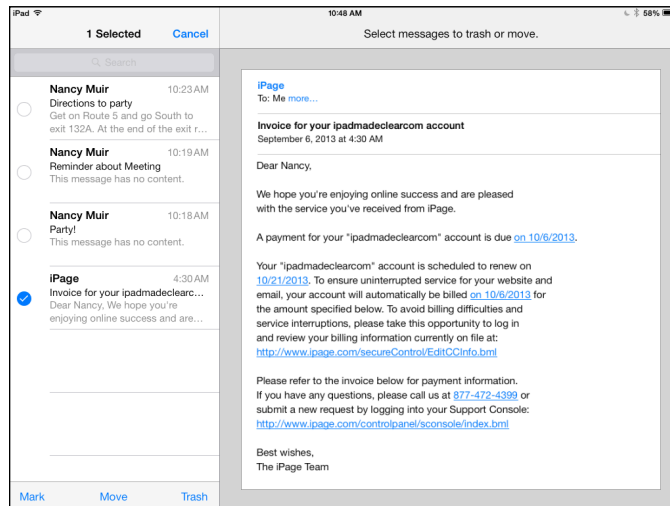 iPad
10:48 AM
58%
1 Selected
Cancel
Select messages to trash or move.
Search
Nancy Muir
10:23 AM
Directions to party
Get on Route 5 and go South to
exit 132A. At the end of the exit r...
Nancy Muir
10:19 AM
Reminder about Meeting
This message has no content.
Nancy Muir
10:18 AM
Party!
This message has no content.
iPage
4:30 AM
Invoice for your ipadmadeclearc...
Dear Nancy, We hope you're
enjoying online success and are...
Mark
Move
Trash
iPage
To: Me more...
Invoice for your ipadmadeclearcom account
September 6, 2013 at 4:30 AM
Dear Nancy,
We hope you're enjoying online success and are pleased
with the service you've received from iPage.
A payment for your "ipadmadeclearcom" account is due on 10/6/2013.
Your "ipadmadeclearcom" account is scheduled to renew on
10/21/2013. To ensure uninterrupted service for your website and
email, your account will automatically be billed on 10/6/2013 for
the amount specified below. To avoid billing difficulties and
service interruptions, please take this opportunity to log in
and review your billing information currently on file at:
http://www.ipage.com/secureControl/EditCCInfo.bml
Please refer to the invoice below for payment information.
If you have any questions, please call us at 877-472-4399 or
submit a new request by logging into your Support Console:
http://www.ipage.com/controlpanel/sconsole/index.bml
Best wishes,
The iPage Team